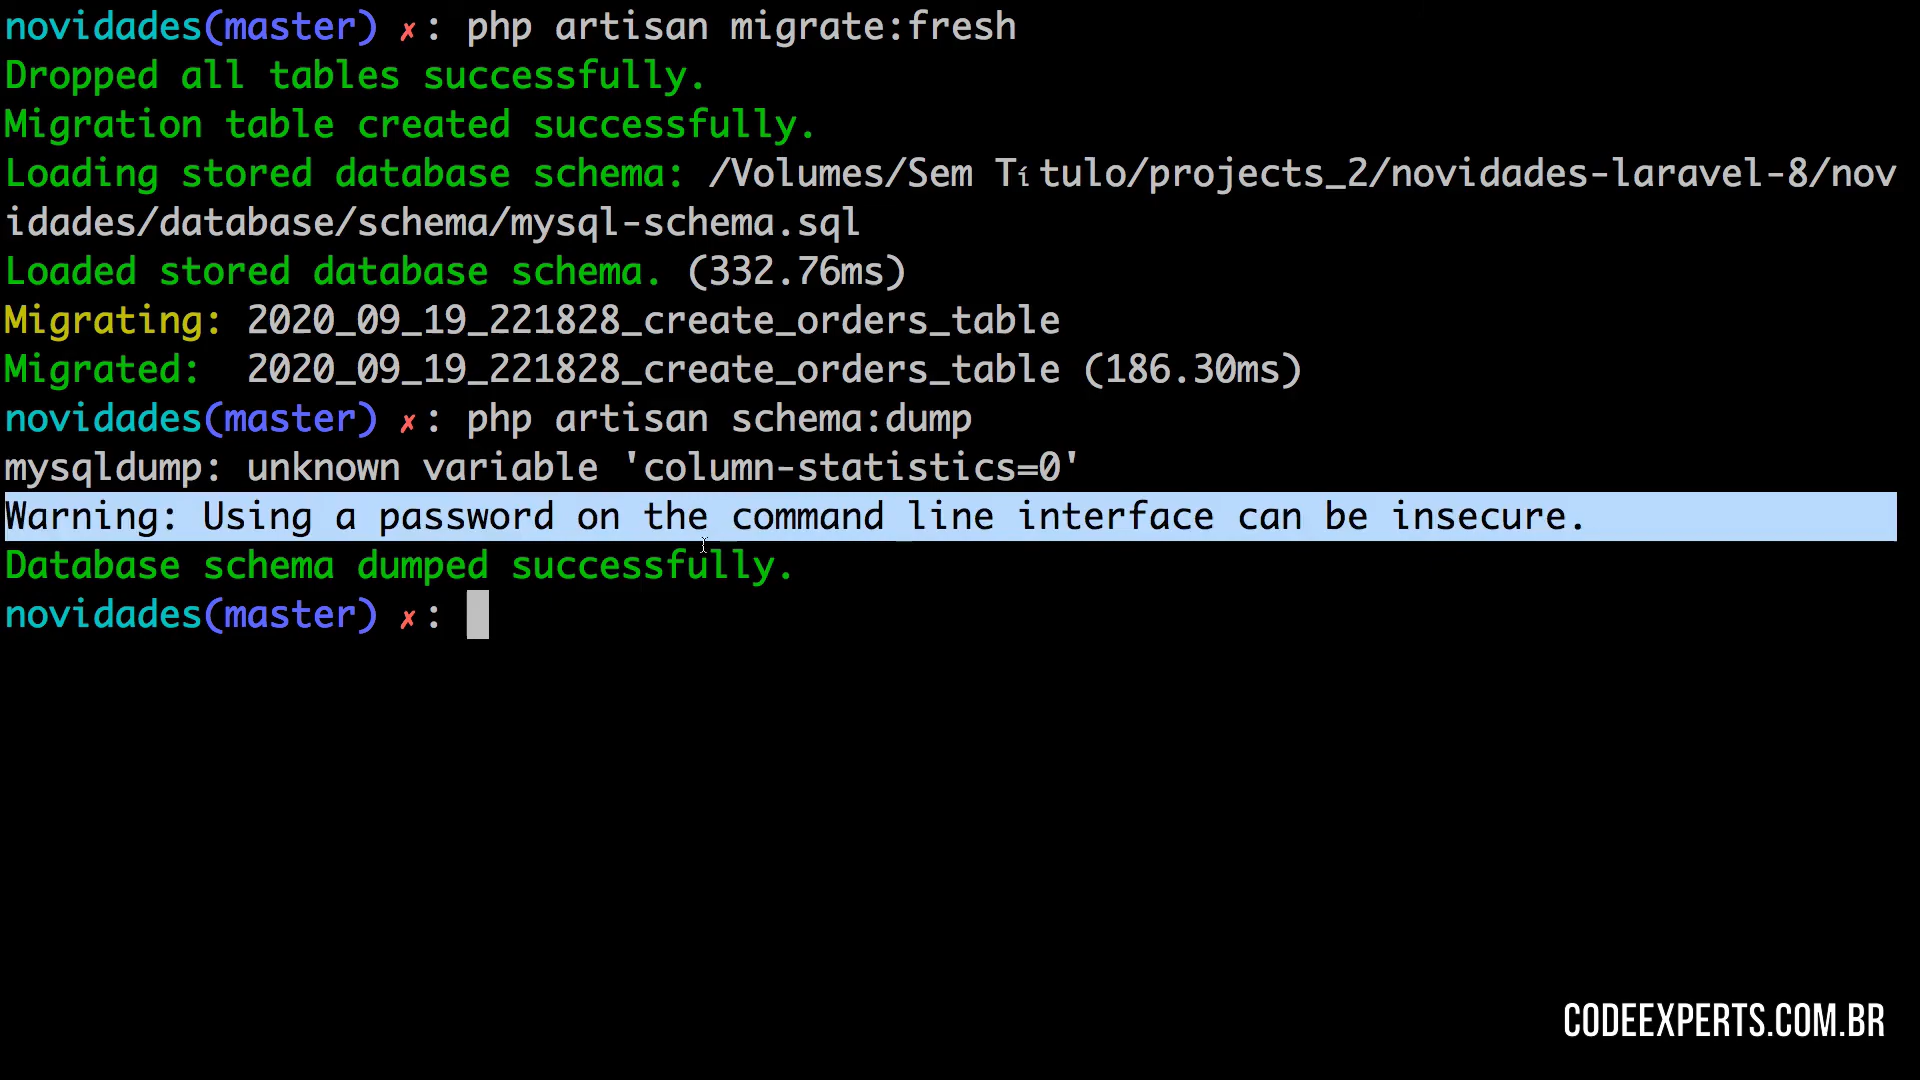 novidades(master) ✗: php artisan migrate:fresh
Dropped all tables successfully.
Migration table created successfully.
Loading stored database schema: /Volumes/Sem Título/projects_2/novidades-laravel-8/nov
idades/database/schema/mysql-schema.sql
Loaded stored database schema. (332.76ms)
Migrating: 2020_09_19_221828_create_orders_table
Migrated:  2020_09_19_221828_create_orders_table (186.30ms)
novidades(master) ✗: php artisan schema:dump
mysqldump: unknown variable 'column-statistics=0'
Warning: Using a password on the command line interface can be insecure.
Database schema dumped successfully.
novidades(master) ✗:
CODEEXPERTS.COM.BR